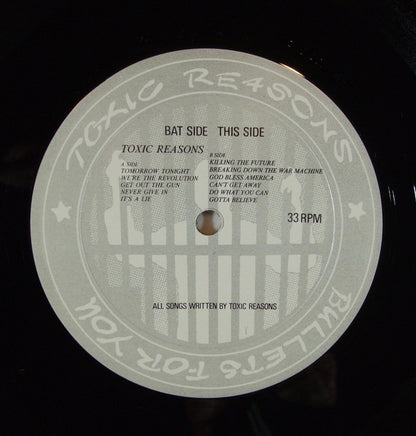 TOXIC REASONS
BAT SIDE THIS SIDE
TOXIC REASONS
A SIDE
TOMORROW TONIGHT
WE'RE THE REVOLUTION
GET OUT THE GUN
NEVER GIVE IN
IT'S A LIE
B SIDE
KILLING THE FUTURE
BREAKING DOWN THE WAR MACHINE
GOD BLESS AMERICA
CAN'T GET AWAY
DO WHAT YOU CAN
GOTTA BELIEVE
33 RPM
ALL SONGS WRITTEN BY TOXIC REASONS
BULLETS FOR YOU